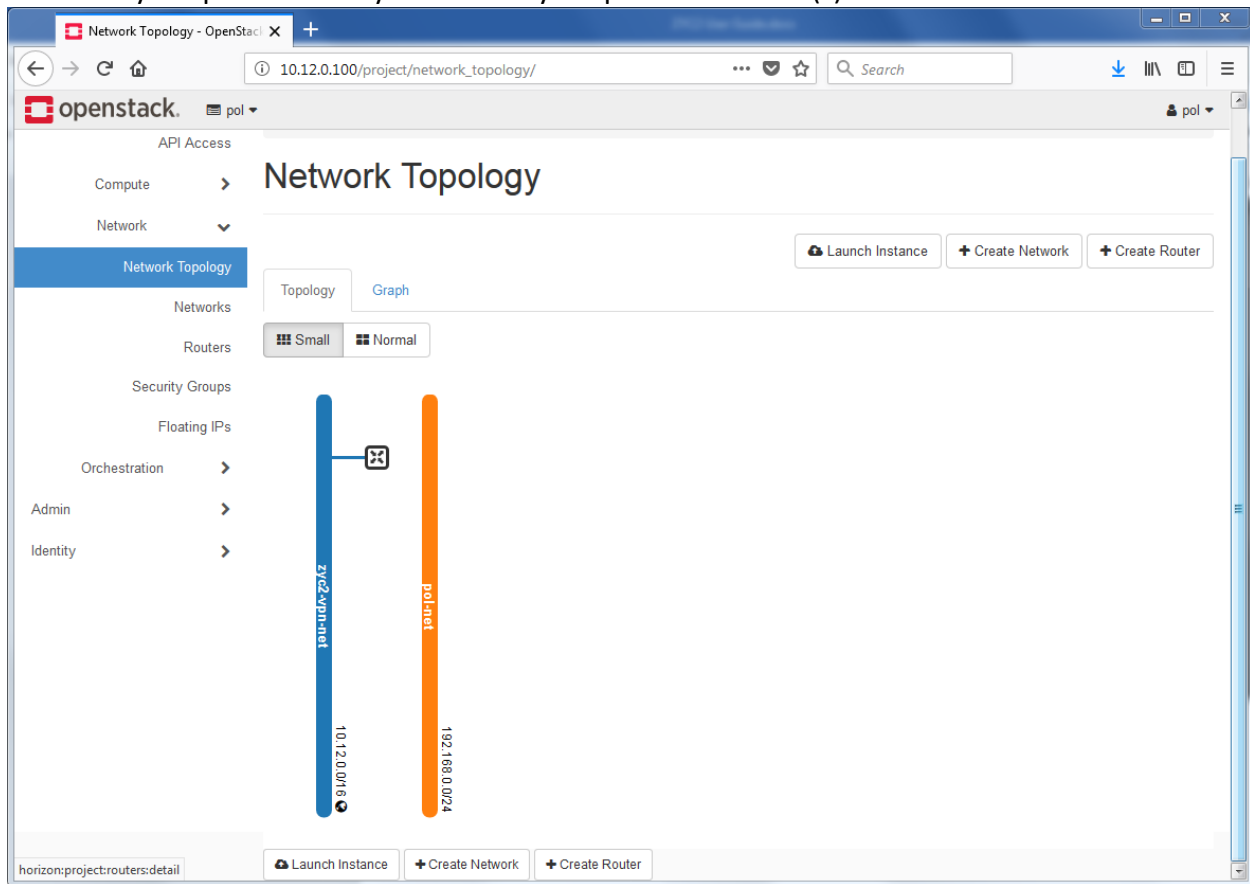 Network Topology - OpenStac
10.12.0.100/project/network_topology/
Search
openstack. pol
pol
API Access
Compute
Network
Network Topology
Networks
Routers
Security Groups
Floating IPs
Orchestration
Admin
Identity
Network Topology
Launch Instance
Create Network
Create Router
Topology
Graph
Small
Normal
zyc2-vpn-net
10.12.0.0/16
pol-net
192.168.0.0/24
Launch Instance
Create Network
Create Router
horizon:project:routers:detail